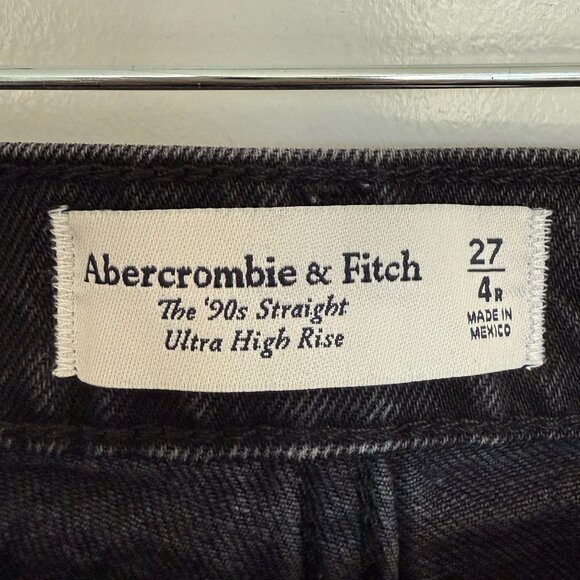 Abercrombie & Fitch
The '90s Straight
Ultra High Rise
27
4R
MADE IN
MEXICO